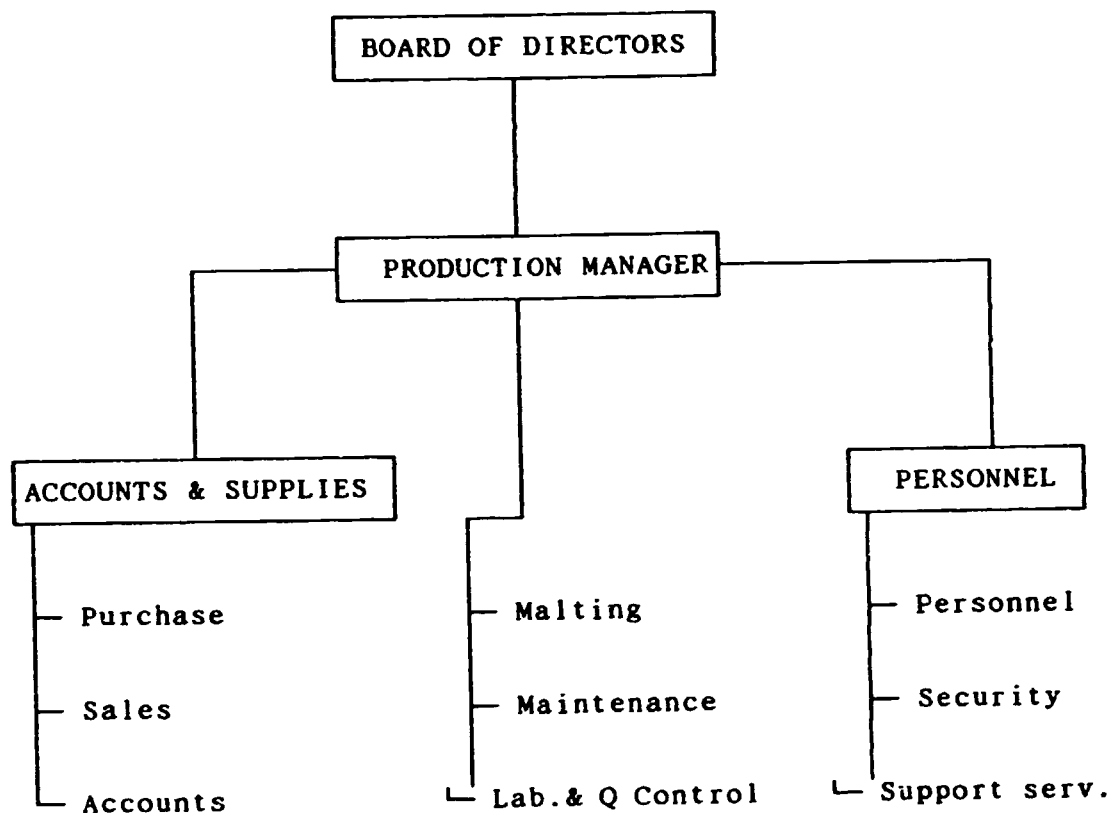 BOARD OF DIRECTORS
PRODUCTION MANAGER
ACCOUNTS & SUPPLIES
Purchase
Sales
Accounts
Malting
Maintenance
Lab.& Q Control
PERSONNEL
Personnel
Security
Support serv.